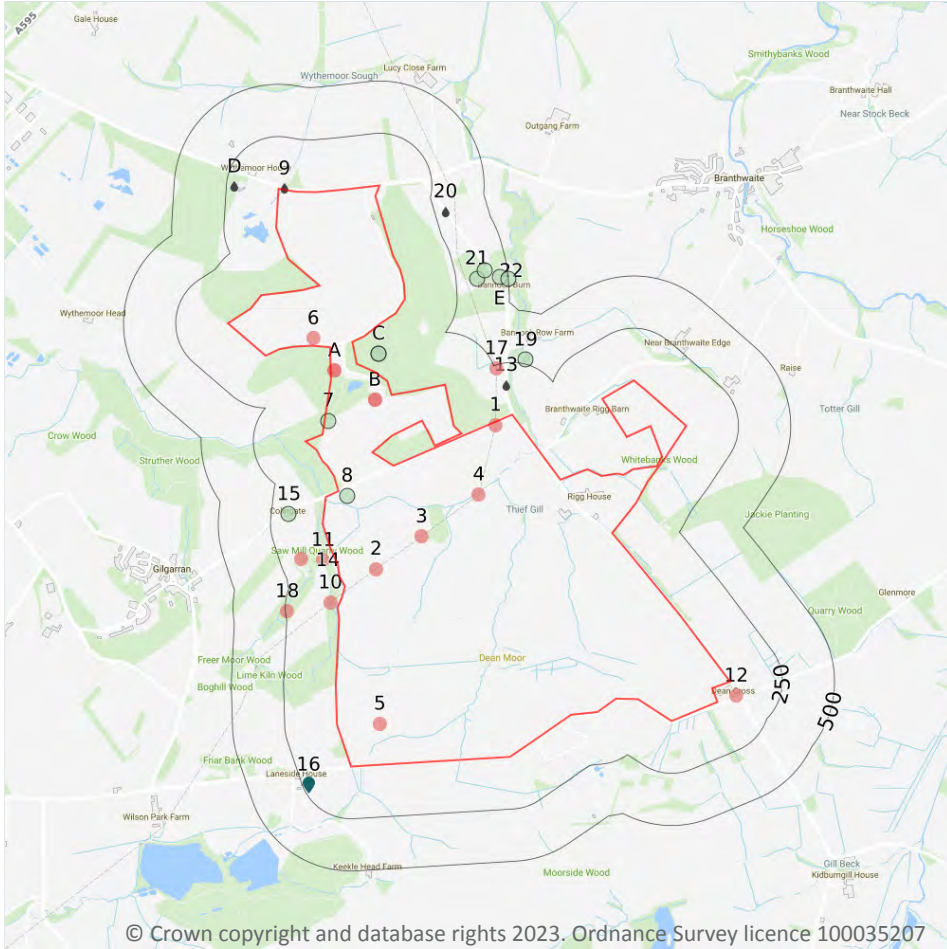 A595
Gale House
Smithybanks Wood
Lucy Close Farm
Wythemoor Sough
Branthwaite Hall
Near Stock Beck
Outgang Farm
D
Wythemoor House
9
Branthwaite
20
Horseshoe Wood
21
22
Bannock Burn
E
Wythemoor Head
6
A
C
Bannock Row Farm
19
17
13
Near Branthwaite Edge
Raise
B
7
1
Branthwaite Rigg Barn
Totter Gill
Crow Wood
Struther Wood
Whitebanks Wood
8
4
15
Rigg House
Thief Gill
Jackie Planting
3
11
Saw Mill Quarry Wood
14
2
Gilgarran
10
18
Glenmore
Quarry Wood
Freer Moor Wood
Lime Kiln Wood
Boghill Wood
Dean Moor
12
Dean Cross
250
500
5
Friar Bank Wood
16
Laneside House
Wilson Park Farm
Keekle Head Farm
Moorside Wood
Gill Beck
Kidburngill House
© Crown copyright and database rights 2023. Ordnance Survey licence 100035207